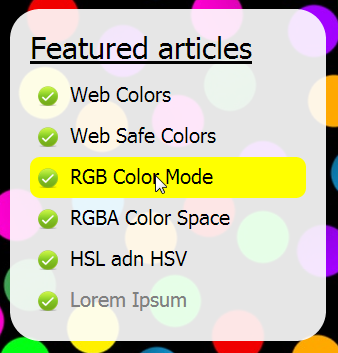 Featured articles
Web Colors
Web Safe Colors
RGB Color Mode
RGBA Color Space
HSL adn HSV
Lorem Ipsum